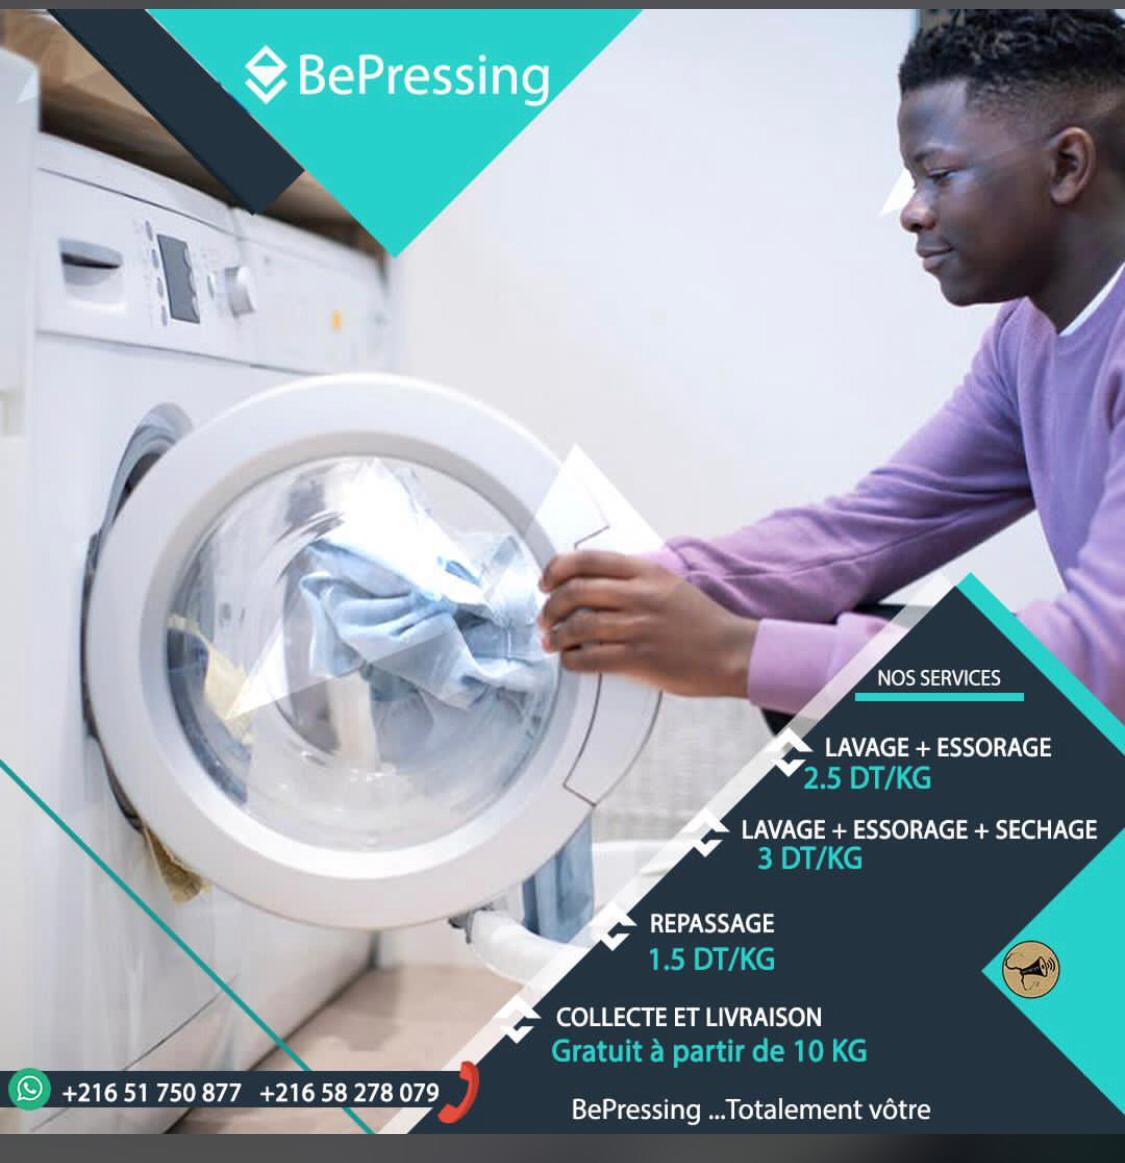 BePressing
NOS SERVICES
LAVAGE + ESSORAGE
2.5 DT/KG
LAVAGE + ESSORAGE + SECHAGE
3 DT/KG
REPASSAGE
1.5 DT/KG
COLLECTE ET LIVRAISON
Gratuit à partir de 10 KG
+216 51 750 877 +216 58 278 079
BePressing ...Totalement vôtre